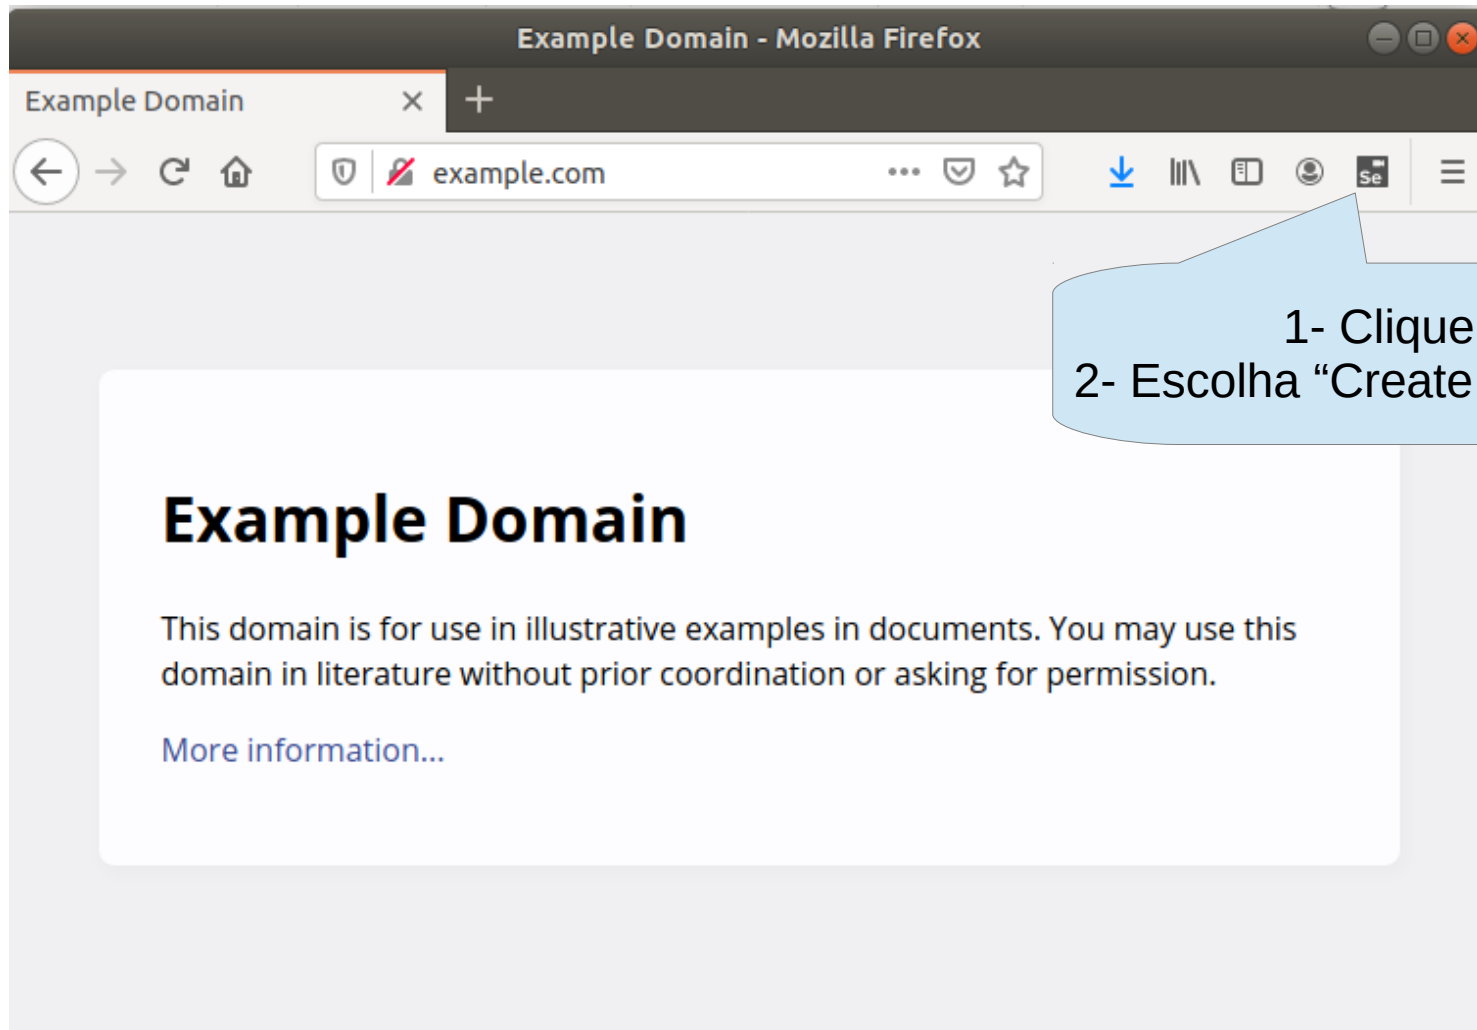 Example Domain - Mozilla Firefox
Example Domain
example.com
Se
1- Clique
2- Escolha “Create
Example Domain
This domain is for use in illustrative examples in documents. You may use this
domain in literature without prior coordination or asking for permission.
More information...